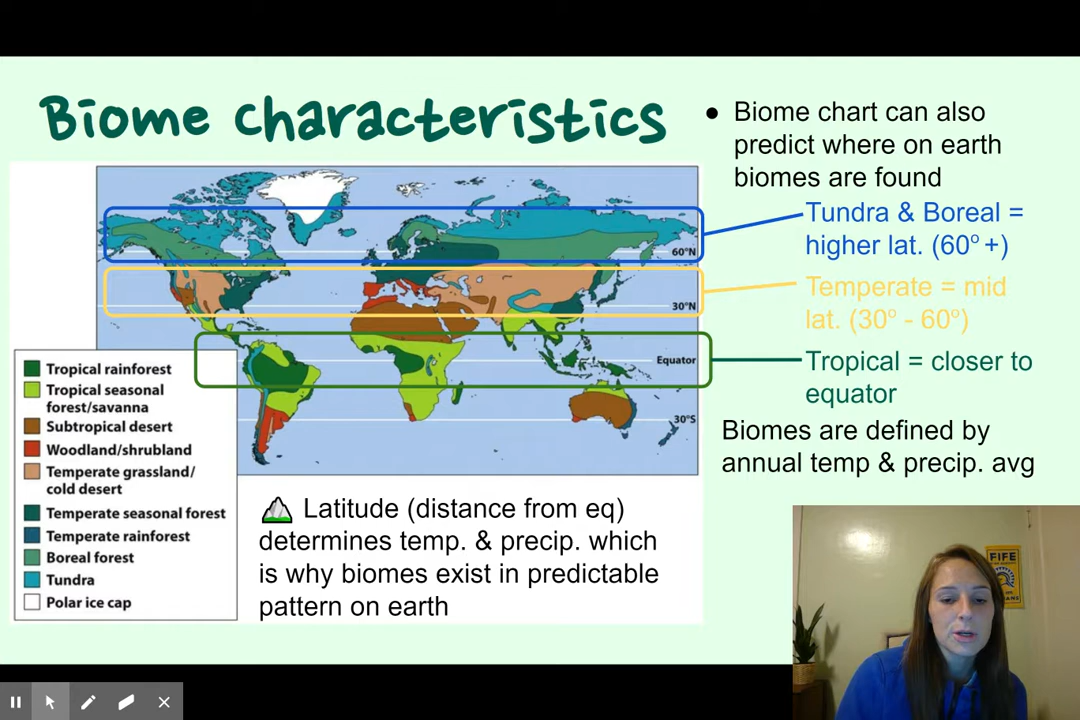 Biome characteristics
● Biome chart can also
predict where on earth
biomes are found
Tundra & Boreal =
higher lat. (60º +)
Temperate = mid
lat. (30º - 60º)
Tropical = closer to
equator
Biomes are defined by
annual temp & precip. avg
60°N
30°N
Equator
30°S
Tropical rainforest
Tropical seasonal
forest/savanna
Subtropical desert
Woodland/shrubland
Temperate grassland/
cold desert
Temperate seasonal forest
Temperate rainforest
Boreal forest
Tundra
Polar ice cap
Latitude (distance from eq)
determines temp. & precip. which
is why biomes exist in predictable
pattern on earth
FIFE